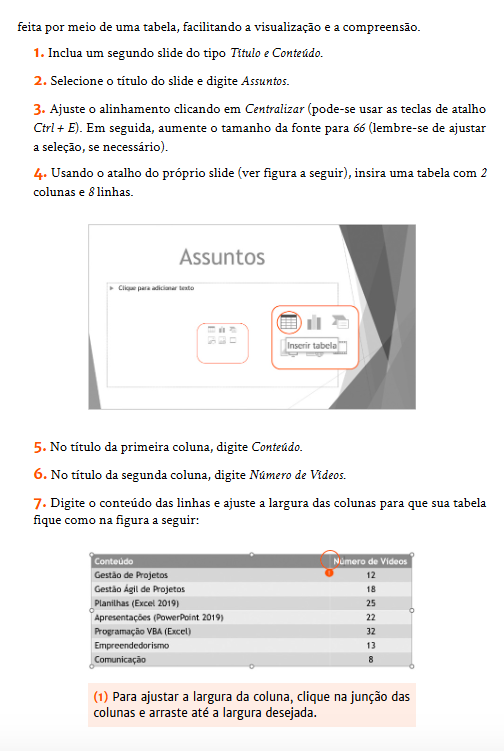 feita por meio de uma tabela, facilitando a visualização e a compreensão.
1. Inclua um segundo slide do tipo Título e Conteúdo.
2. Selecione o título do slide e digite Assuntos.
3. Ajuste o alinhamento clicando em Centralizar (pode-se usar as teclas de atalho
Ctrl + E). Em seguida, aumente o tamanho da fonte para 66 (lembre-se de ajustar
a seleção, se necessário).
4. Usando o atalho do próprio slide (ver figura a seguir), insira uma tabela com 2
colunas e 8 linhas.
Assuntos
Clique para adicionar texto
Inserir tabela
5. No título da primeira coluna, digite Conteúdo.
6. No título da segunda coluna, digite Número de Vídeos.
7. Digite o conteúdo das linhas e ajuste a largura das colunas para que sua tabela
fique como na figura a seguir:
Conteúdo Número de Vídeos
1
Gestão de Projetos 12
Gestão Ágil de Projetos 18
Planilhas (Excel 2019) 25
Apresentações (PowerPoint 2019) 22
Programação VBA (Excel) 32
Empreendedorismo 13
Comunicação 8
(1) Para ajustar a largura da coluna, clique na junção das
colunas e arraste até a largura desejada.